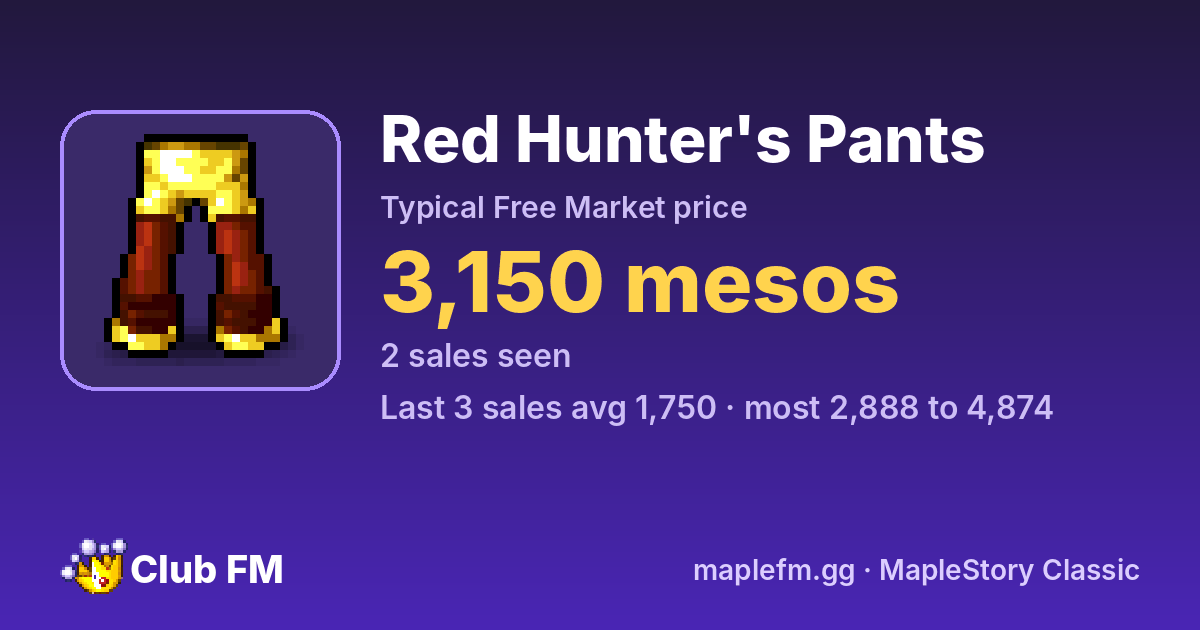 Red Hunter's Pants
Typical Free Market price
3,150 mesos
2 sales seen
Last 3 sales avg 1,750 · most 2,888 to 4,874
Club FM
maplefm.gg · MapleStory Classic